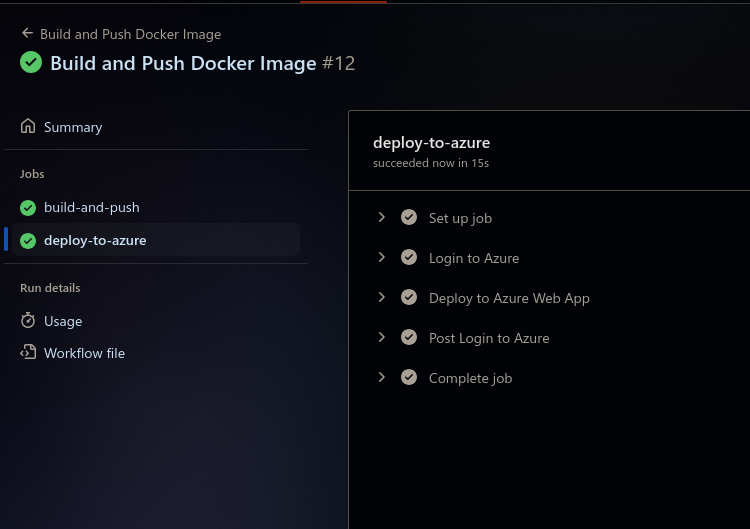 Build and Push Docker Image
Build and Push Docker Image #12
Summary
Jobs
build-and-push
deploy-to-azure
Run details
Usage
Workflow file
deploy-to-azure
succeeded now in 15s
Set up job
Login to Azure
Deploy to Azure Web App
Post Login to Azure
Complete job